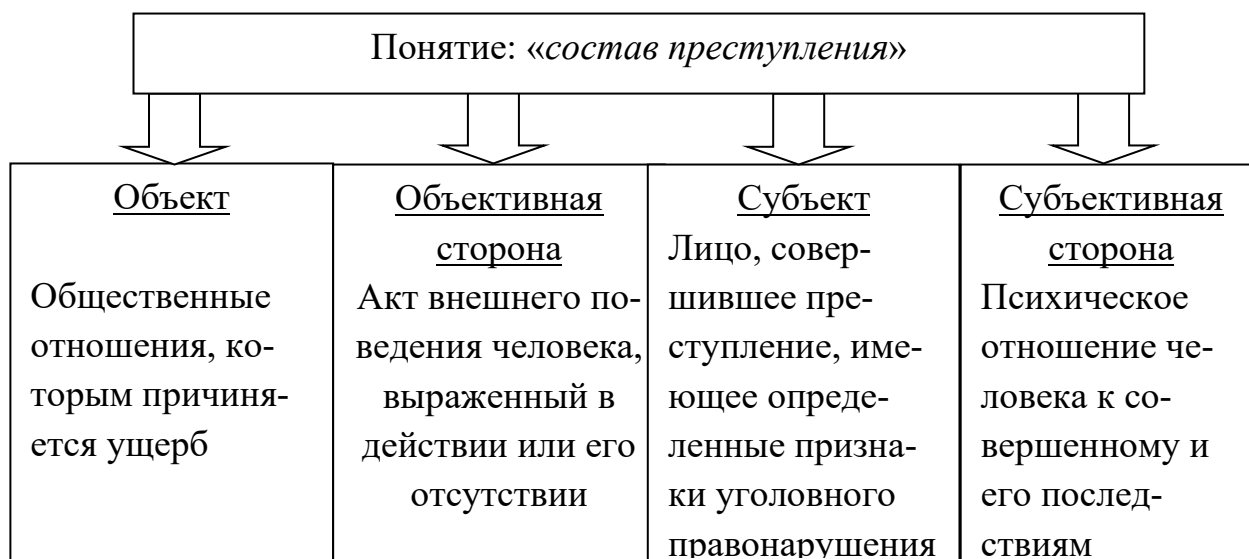 Понятие: «состав преступления»
Объект
Общественные
отношения, ко-
торым причиня-
ется ущерб
Объективная
сторона
Акт внешнего по-
ведения человека,
выраженный в
действии или его
отсутствии
Субъект
Лицо, совер-
шившее пре-
ступление, име-
ющее опреде-
ленные призна-
ки уголовного
правонарушения
Субъективная
сторона
Психическое
отношение че-
ловека к со-
вершенному и
его послед-
ствиям